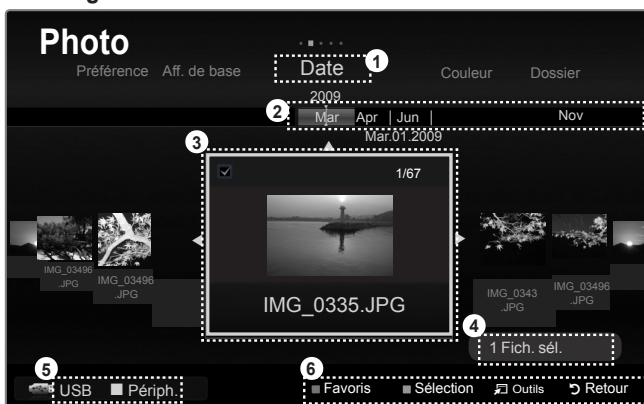 Photo
Préférence Aff. de base Date Couleur Dossier
1
2009
2
Mar Apr Jun Nov
Mar.01.2009
3
1/67
IMG_03496
.JPG
IMG_03496
.JPG
IMG_0335.JPG
IMG_0343
.JPG
IMG_03496
.JPG
4
1 Fich. sél.
5
USB Périph.
6
Favoris Sélection Outils Retour